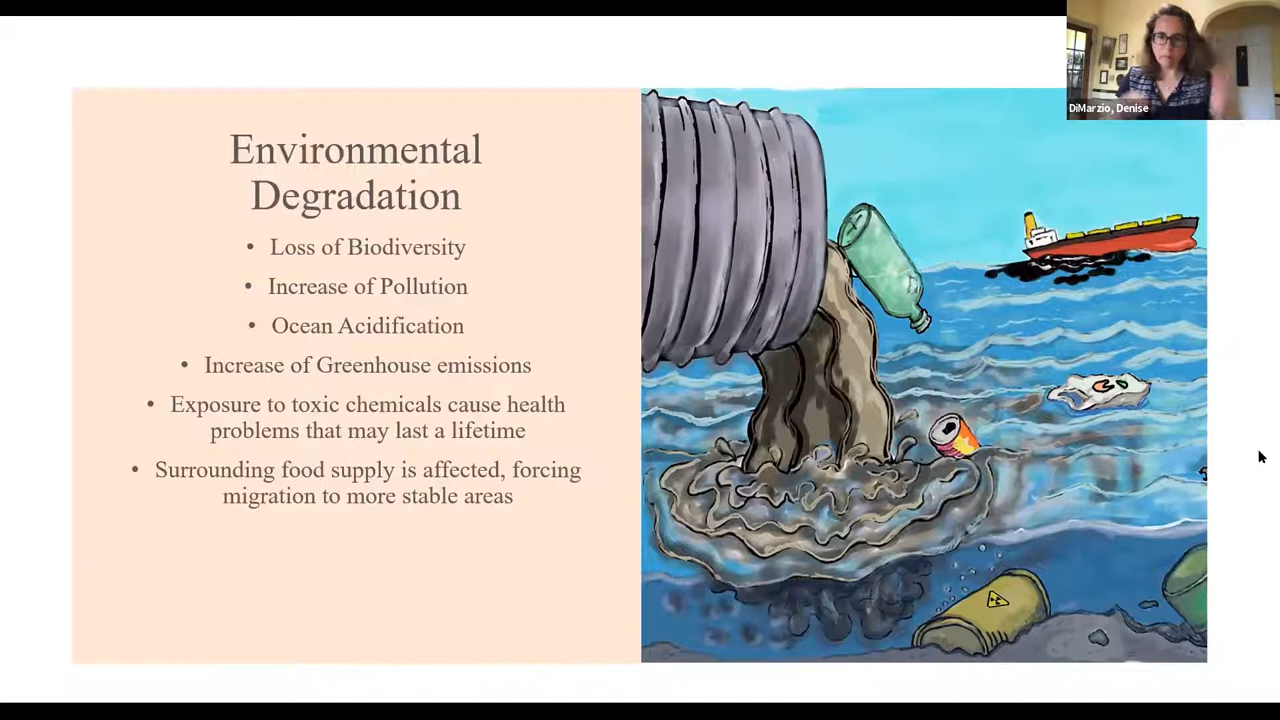 DiMarzio, Denise
Environmental
Degradation
• Loss of Biodiversity
• Increase of Pollution
• Ocean Acidification
• Increase of Greenhouse emissions
• Exposure to toxic chemicals cause health
problems that may last a lifetime
• Surrounding food supply is affected, forcing
migration to more stable areas